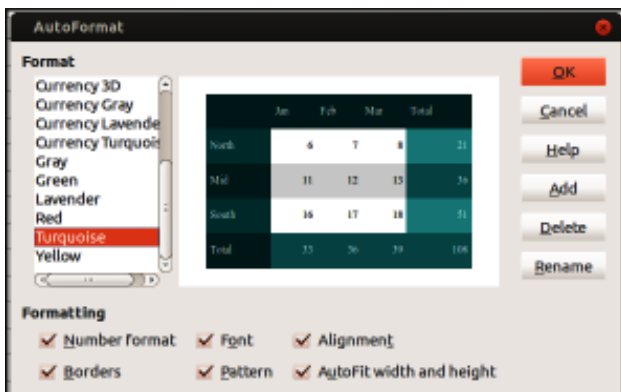 AutoFormat
Format
Currency 3D
Currency Gray
Currency Lavende
Currency Turquois
Gray
Green
Lavender
Red
Turquoise
Yellow
Jan Feb Mar Total
North 6 7 8 21
Mid 11 12 13 36
South 16 17 18 51
Total 33 36 39 108
OK
Cancel
Help
Add
Delete
Rename
Formatting
Number format Font Alignment
Borders Pattern AutoFit width and height